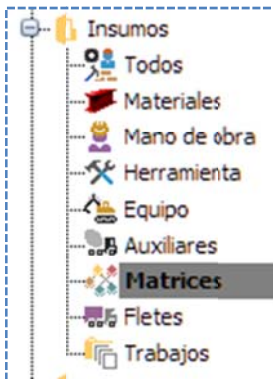 Insumos
Todos
Materiales
Mano de obra
Herramienta
Equipo
Auxiliares
Matrices
Fletes
Trabajos